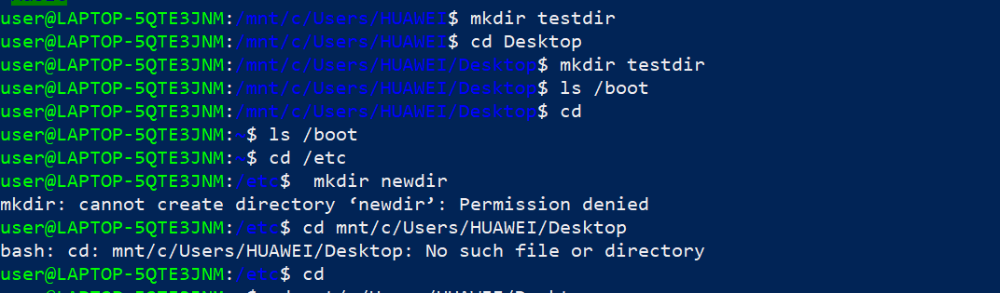 user@LAPTOP-5QTE3JNM:/mnt/c/Users/HUAWEI$ mkdir testdir
user@LAPTOP-5QTE3JNM:/mnt/c/Users/HUAWEI$ cd Desktop
user@LAPTOP-5QTE3JNM:/mnt/c/Users/HUAWEI/Desktop$ mkdir testdir
user@LAPTOP-5QTE3JNM:/mnt/c/Users/HUAWEI/Desktop$ ls /boot
user@LAPTOP-5QTE3JNM:/mnt/c/Users/HUAWEI/Desktop$ cd
user@LAPTOP-5QTE3JNM:~$ ls /boot
user@LAPTOP-5QTE3JNM:~$ cd /etc
user@LAPTOP-5QTE3JNM:/etc$  mkdir newdir
mkdir: cannot create directory ‘newdir’: Permission denied
user@LAPTOP-5QTE3JNM:/etc$ cd mnt/c/Users/HUAWEI/Desktop
bash: cd: mnt/c/Users/HUAWEI/Desktop: No such file or directory
user@LAPTOP-5QTE3JNM:/etc$ cd